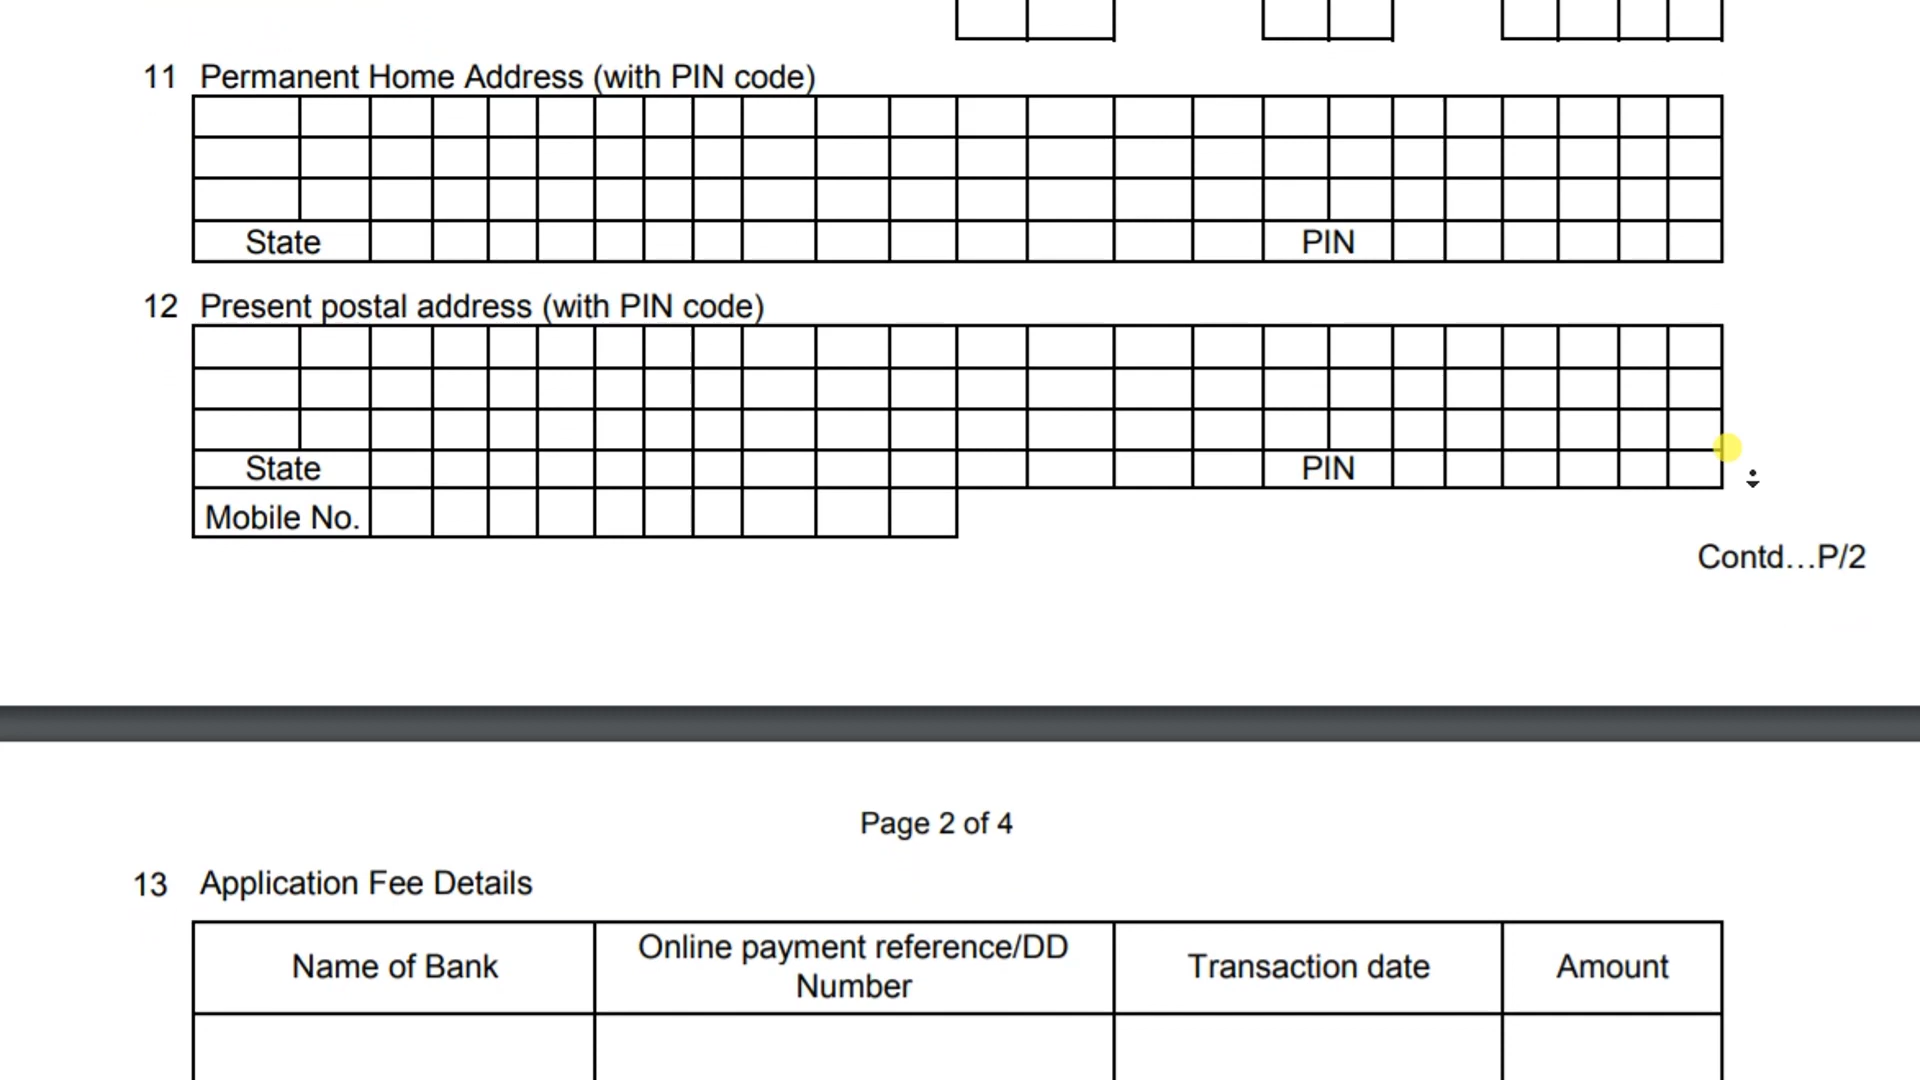 11 Permanent Home Address (with PIN code)
State PIN
12 Present postal address (with PIN code)
State PIN
Mobile No.
Contd…P/2
Page 2 of 4
13 Application Fee Details
Name of Bank Online payment reference/DD Number Transaction date Amount